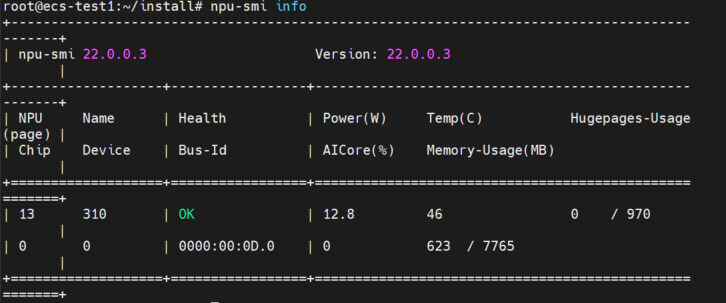 root@ecs-test1:~/install# npu-smi info
+-------------------------------------------------------------------------------------
-------+
| npu-smi 22.0.0.3                     Version: 22.0.0.3
       |
+-------------------+-----------------+-----------------------------------------------
-------+
| NPU     Name      | Health          | Power(W)     Temp(C)           Hugepages-Usage
(page) |
| Chip    Device    | Bus-Id          | AICore(%)    Memory-Usage(MB)
       |
+===================+=================+===============================================
=======+
| 13      310       | OK              | 12.8         46                0    / 970
       |
| 0       0         | 0000:00:0D.0    | 0            623  / 7765
       |
+===================+=================+===============================================
=======+